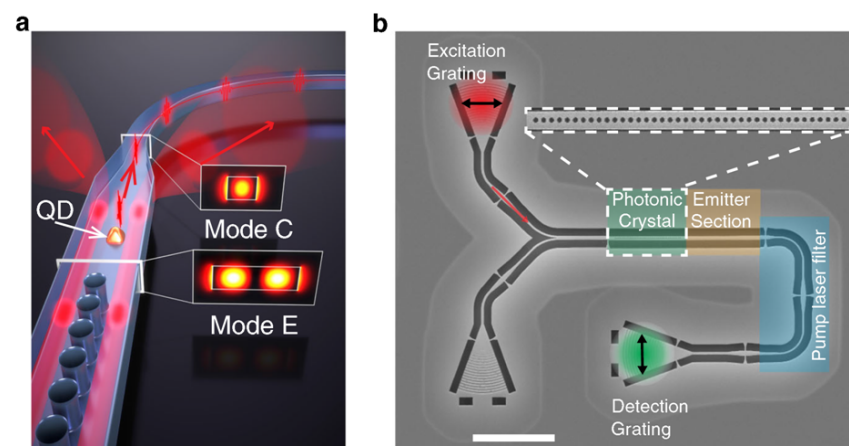 a
QD
Mode C
Mode E
b
Excitation
Grating
Photonic
Crystal
Emitter
Section
Pump laser filter
Detection
Grating